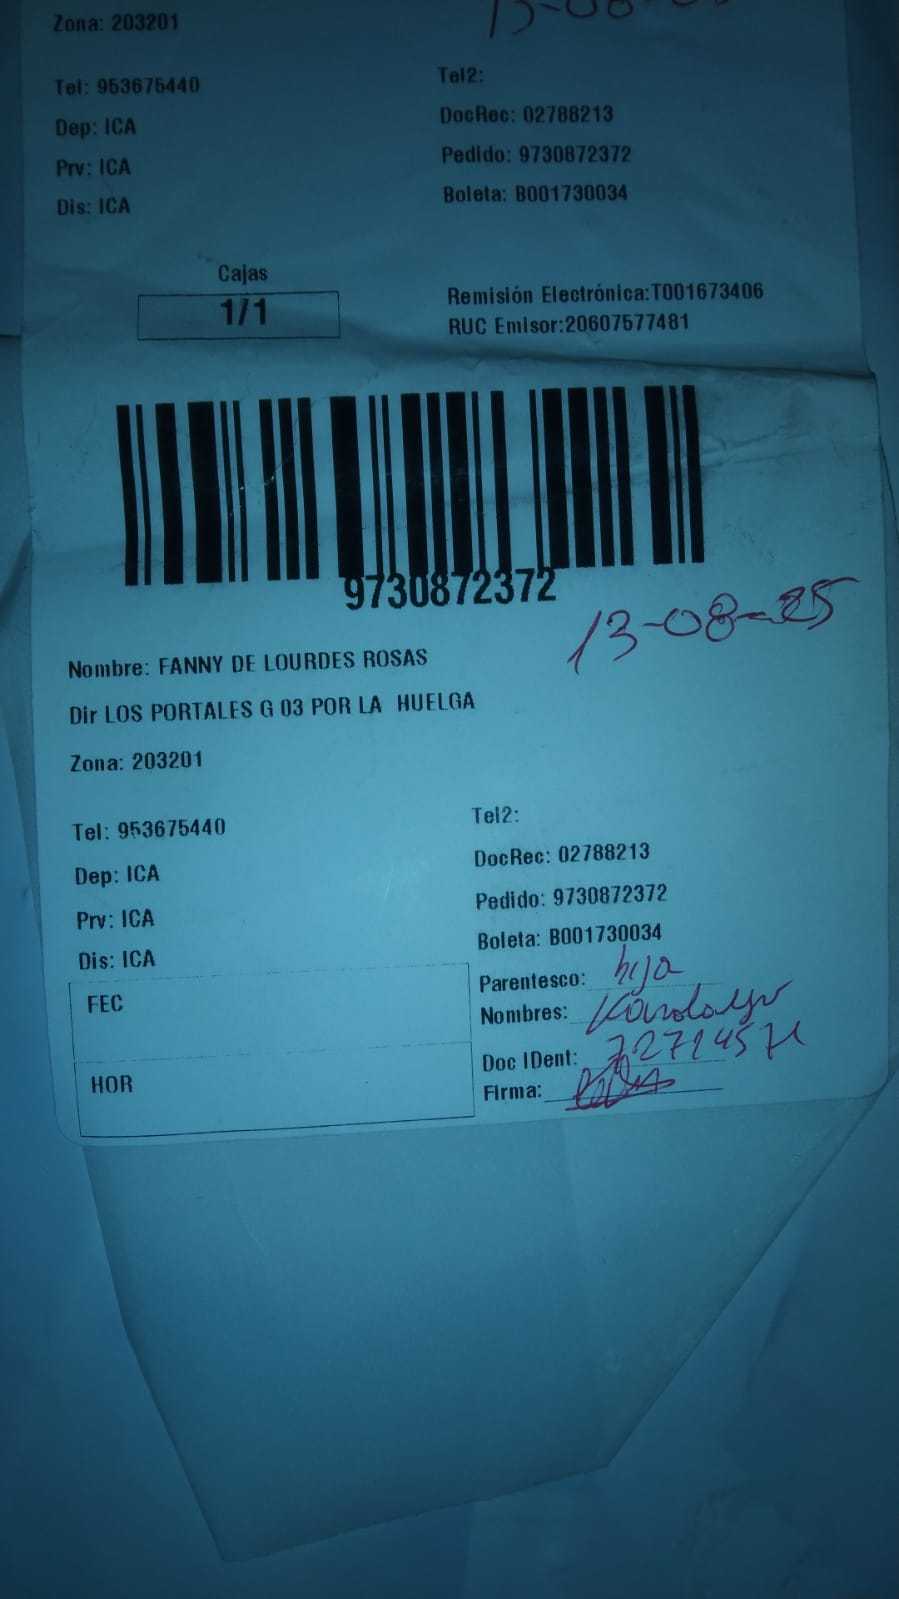 Zona: 203201
Tel: 953675440
Tel2:
Dep: ICA
DocRec: 02788213
Prv: ICA
Pedido: 9730872372
Dis: ICA
Boleta: B001730034
Cajas
1/1
Remisión Electrónica:T001673406
RUC Emisor:20607577481
9730872372
13-08-25
Nombre: FANNY DE LOURDES ROSAS
Dir LOS PORTALES G 03 POR LA HUELGA
Zona: 203201
Tel: 953675440
Tel2:
Dep: ICA
DocRec: 02788213
Prv: ICA
Pedido: 9730872372
Dis: ICA
Boleta: B001730034
FEC
Parentesco: hija
Nombres:
Doc IDent:
HOR
Firma: